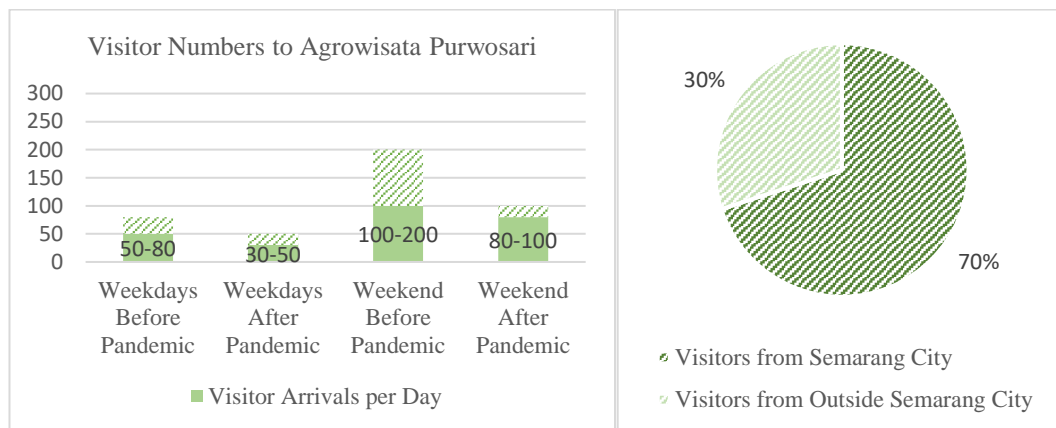 Visitor Numbers to Agrowisata Purwosari
300
250
200
150
100
50
0
50-80
30-50
100-200
80-100
Weekdays
Before
Pandemic
Weekdays
After
Pandemic
Weekend
Before
Pandemic
Weekend
After
Pandemic
Visitor Arrivals per Day
30%
70%
Visitors from Semarang City
Visitors from Outside Semarang City